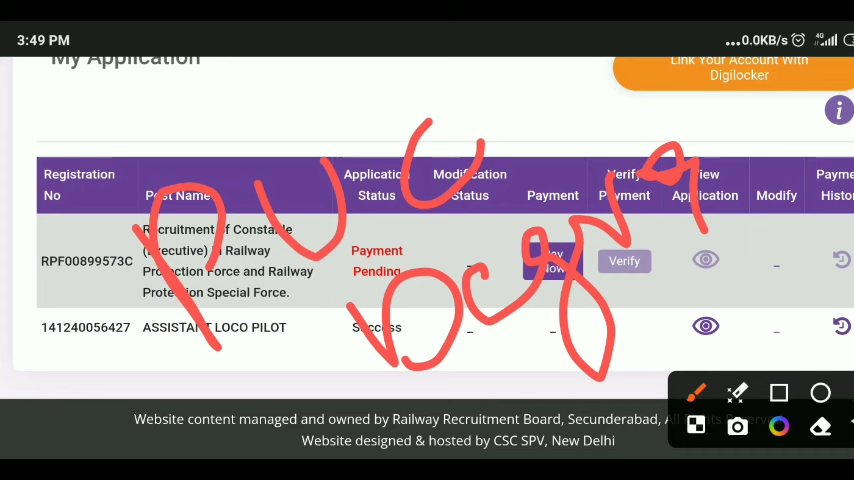 3:49 PM
...0.0KB/s 4G
My Application
Link Your Account With
Digilocker
i
Registration No Post Name Application Status Modification Status Payment Verify Payment View Application Modify
RPF00899573C Recruitment of Constable (Executive) in Railway Protection Force and Railway Protection Special Force. Payment Pending _ Pay Now Verify _
141240056427 ASSISTANT LOCO PILOT Success _ _ _
Website content managed and owned by Railway Recruitment Board, Secunderabad, All Rights Reserved
Website designed & hosted by CSC SPV, New Delhi